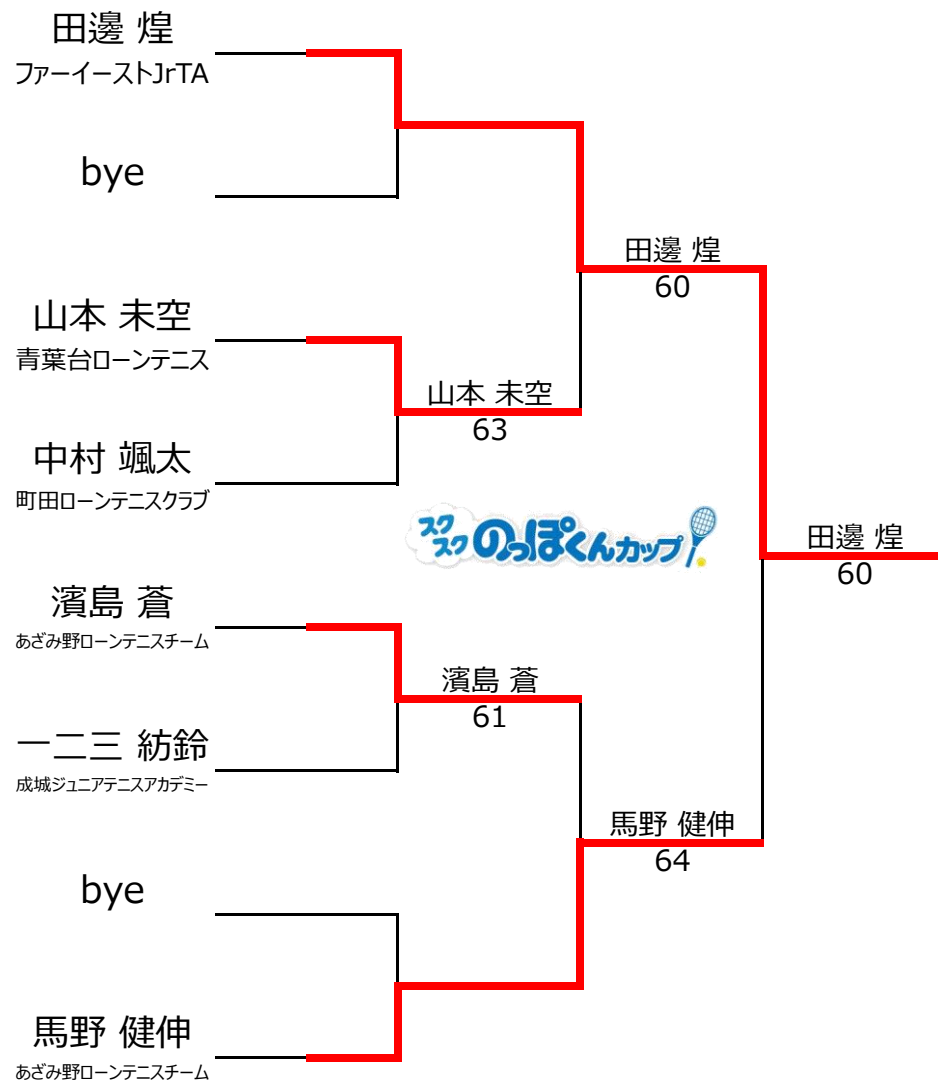 田邊 煌
ファーイーストJrTA
bye
山本 未空
青葉台ローンテニス
中村 颯太
町田ローンテニスクラブ
濱島 蒼
あざみ野ローンテニスチーム
一二三 紡鈴
成城ジュニアテニスアカデミー
bye
馬野 健伸
あざみ野ローンテニスチーム
山本 未空
63
濱島 蒼
61
田邊 煌
60
馬野 健伸
64
スクスクのっぽくんカップ!
田邊 煌
60